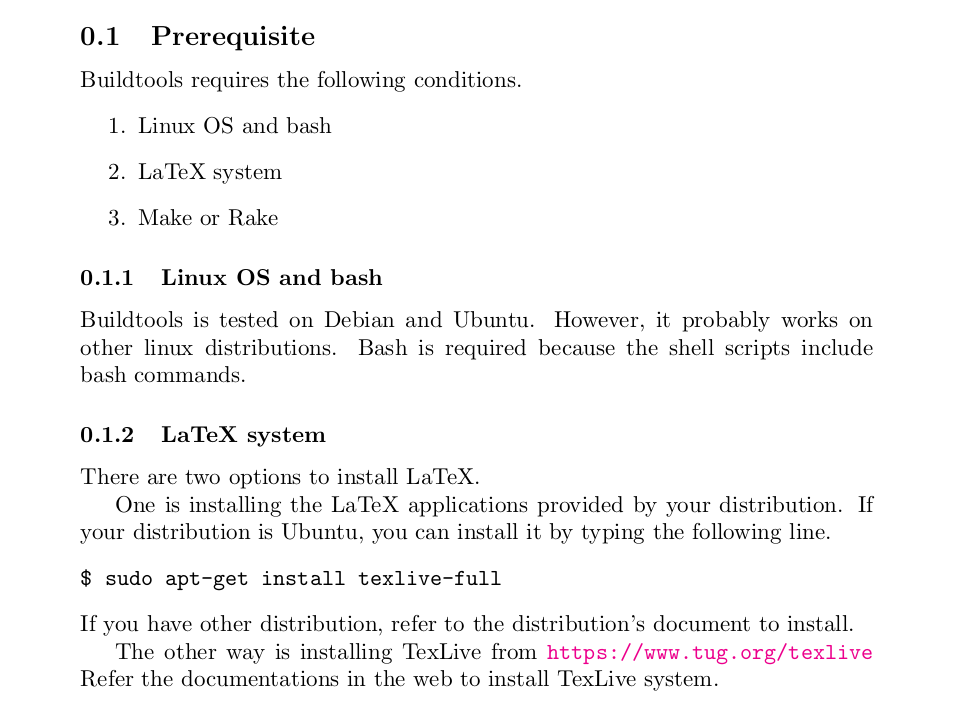 0.1 Prerequisite
Buildtools requires the following conditions.
1. Linux OS and bash
2. LaTeX system
3. Make or Rake
0.1.1 Linux OS and bash
Buildtools is tested on Debian and Ubuntu. However, it probably works on
other linux distributions. Bash is required because the shell scripts include
bash commands.
0.1.2 LaTeX system
There are two options to install LaTeX.
One is installing the LaTeX applications provided by your distribution. If
your distribution is Ubuntu, you can install it by typing the following line.
$ sudo apt-get install texlive-full
If you have other distribution, refer to the distribution's document to install.
The other way is installing TexLive from https://www.tug.org/texlive
Refer the documentations in the web to install TexLive system.